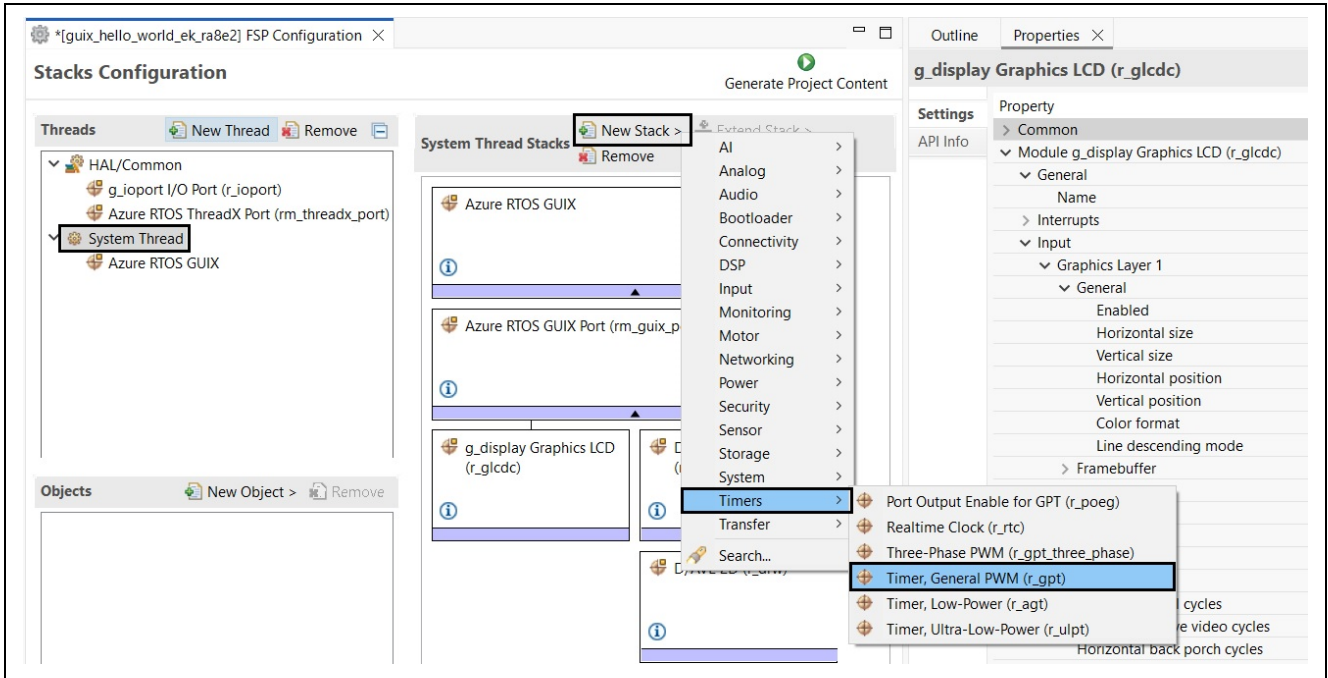 *[guix_hello_world_ek_ra8e2] FSP Configuration
Stacks Configuration
Generate Project Content
Threads
New Thread
Remove
HAL/Common
g_ioport I/O Port (r_ioport)
Azure RTOS ThreadX Port (rm_threadx_port)
System Thread
Azure RTOS GUIX
Objects
New Object >
Remove
System Thread Stacks
New Stack >
Extend Stack >
Remove
Azure RTOS GUIX
Azure RTOS GUIX Port (rm_guix_p
g_display Graphics LCD
(r_glcdc)
AI
Analog
Audio
Bootloader
Connectivity
DSP
Input
Monitoring
Motor
Networking
Power
Security
Sensor
Storage
System
Timers
Transfer
Search...
Port Output Enable for GPT (r_poeg)
Realtime Clock (r_rtc)
Three-Phase PWM (r_gpt_three_phase)
Timer, General PWM (r_gpt)
Timer, Low-Power (r_agt)
Timer, Ultra-Low-Power (r_ulpt)
Outline
Properties
g_display Graphics LCD (r_glcdc)
Settings
API Info
Property
Common
Module g_display Graphics LCD (r_glcdc)
General
Name
Interrupts
Input
Graphics Layer 1
General
Enabled
Horizontal size
Vertical size
Horizontal position
Vertical position
Color format
Line descending mode
Framebuffer
cycles
video cycles
Horizontal back porch cycles